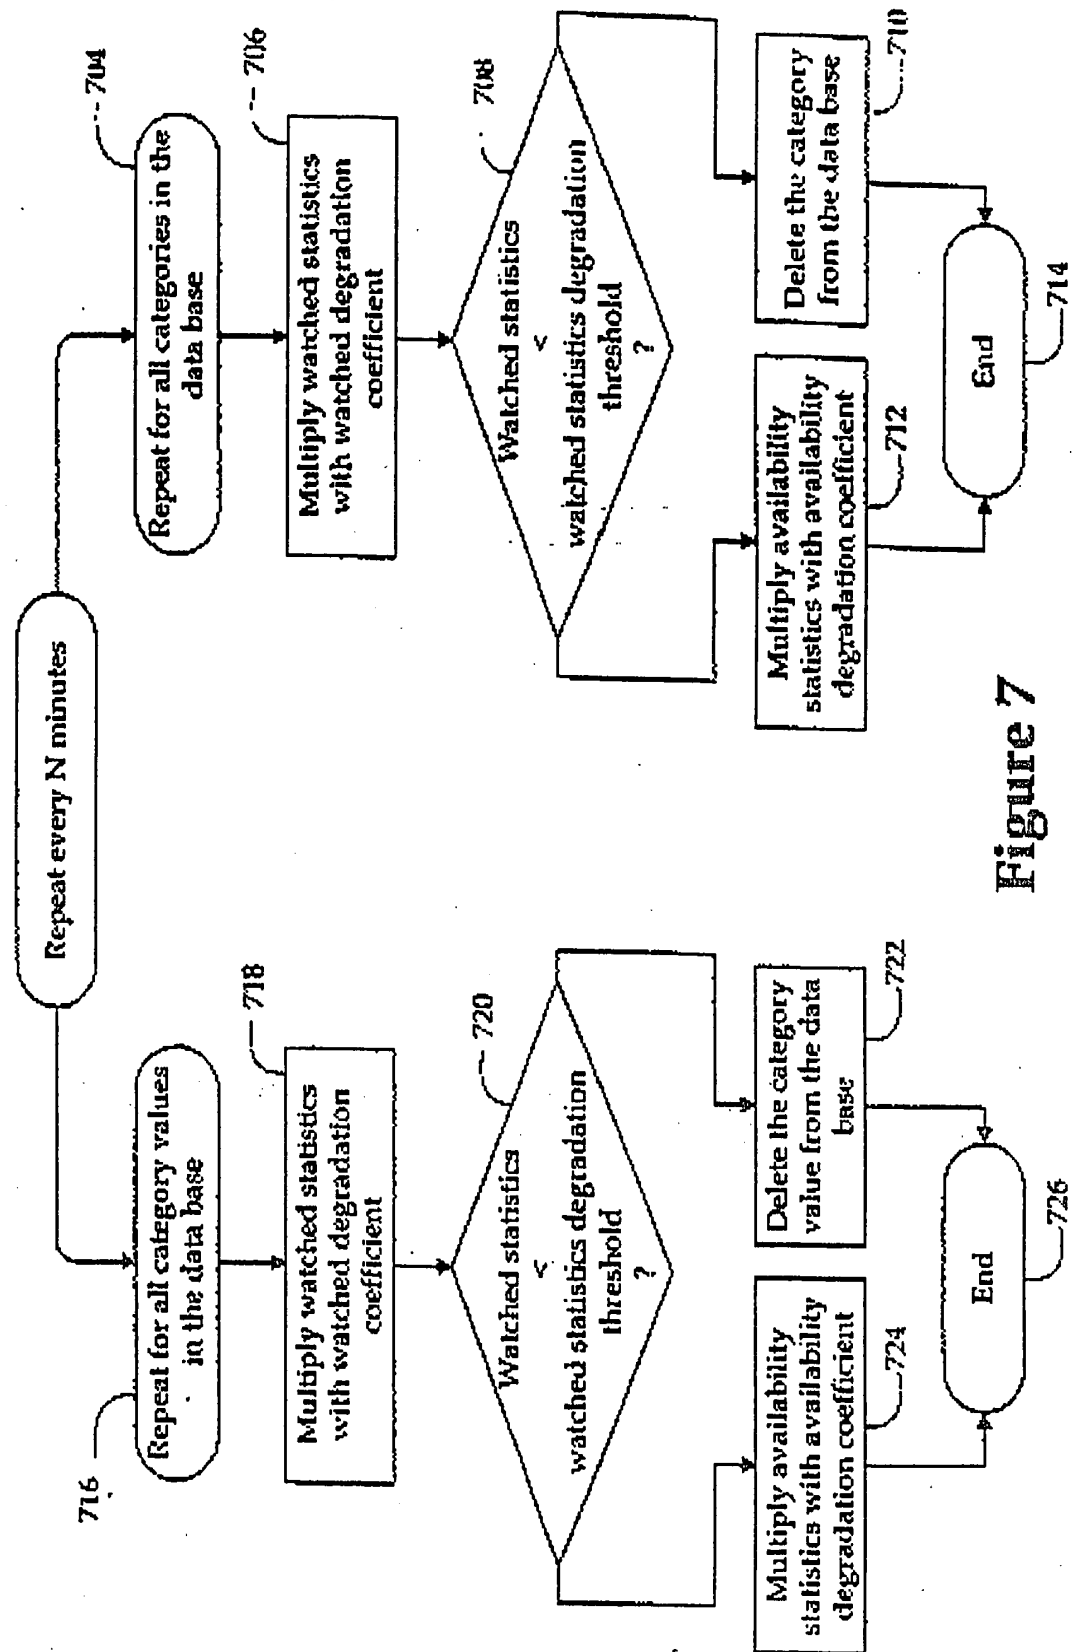 Repeat every N minutes
716
Repeat for all category values
in the data base
718
Multiply watched statistics
with watched degradation
coefficient
720
Watched statistics
<
watched statistics degradation
threshold
?
Multiply availability
statistics with availability
degradation coefficient
724
Delete the category
value from the data
base
722
End
726
704
Repeat for all categories in the
data base
706
Multiply watched statistics
with watched degradation
coefficient
708
Watched statistics
<
watched statistics degradation
threshold
?
Multiply availability
statistics with availability
degradation coefficient
712
Delete the category
from the data base
710
End
714
Figure 7